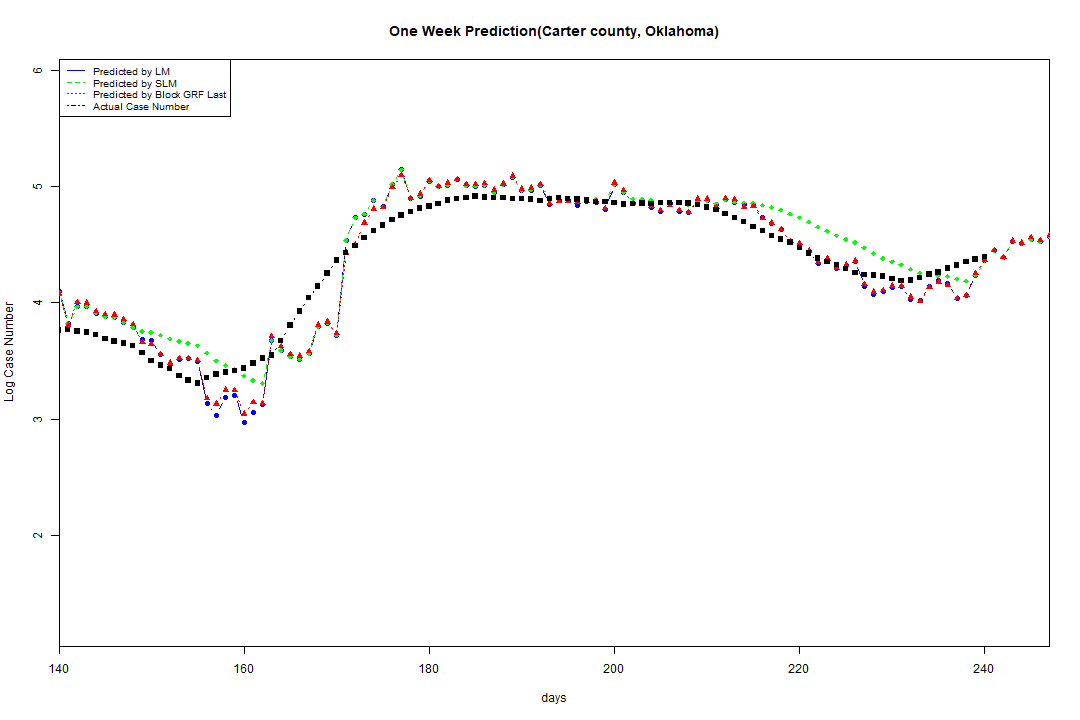 One Week Prediction(Carter county, Oklahoma)
Predicted by LM
Predicted by SLM
Predicted by Block GRF Last
Actual Case Number
6
5
4
3
2
Log Case Number
140 160 180 200 220 240
days